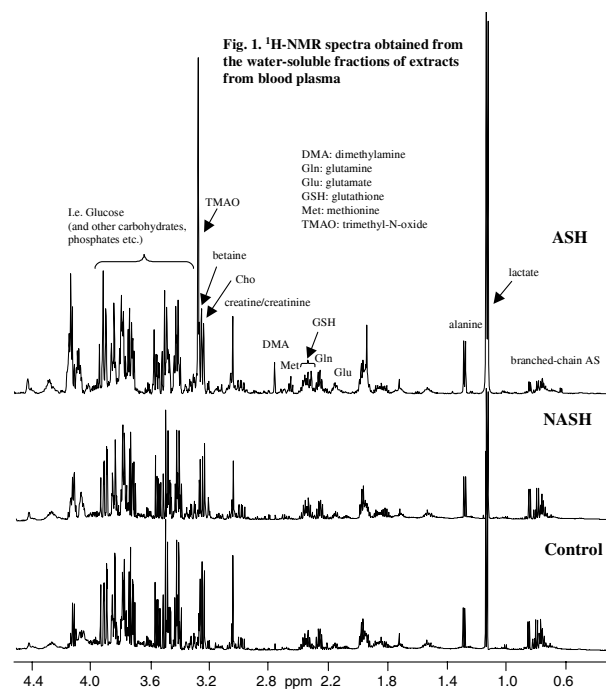 Fig. 1. ¹H-NMR spectra obtained from
the water-soluble fractions of extracts
from blood plasma
DMA: dimethylamine
Gln: glutamine
Glu: glutamate
GSH: glutathione
Met: methionine
TMAO: trimethyl-N-oxide
I.e. Glucose
(and other carbohydrates,
phosphates etc.)
TMAO
betaine
Cho
creatine/creatinine
DMA
Met
GSH
Gln
Glu
alanine
lactate
branched-chain AS
ASH
NASH
Control
4.4 4.0 3.6 3.2 2.8 ppm 2.2 1.8 1.4 1.0 0.6